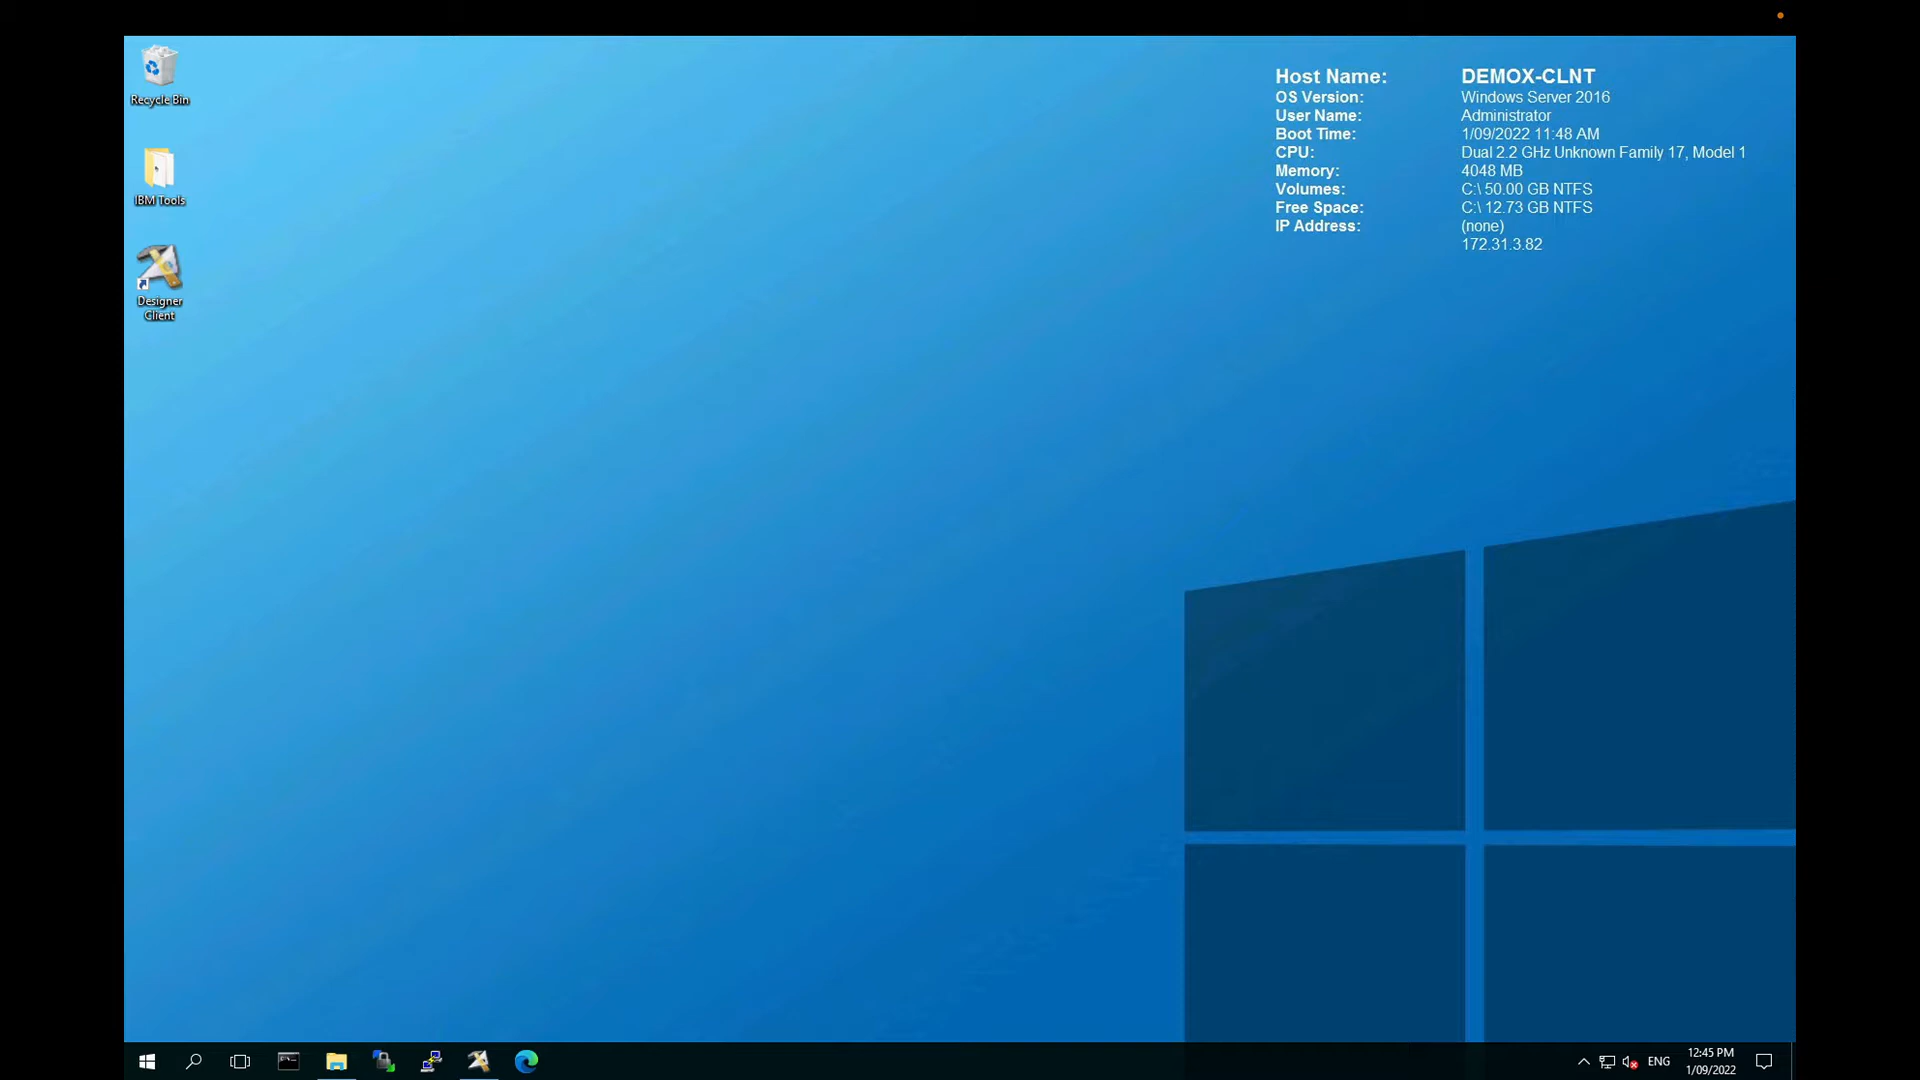 Recycle Bin
IBM Tools
Designer
Client
Host Name: DEMOX-CLNT
OS Version: Windows Server 2016
User Name: Administrator
Boot Time: 1/09/2022 11:48 AM
CPU: Dual 2.2 GHz Unknown Family 17, Model 1
Memory: 4048 MB
Volumes: C:\ 50.00 GB NTFS
Free Space: C:\ 12.73 GB NTFS
IP Address: (none)
172.31.3.82
ENG
12:45 PM
1/09/2022